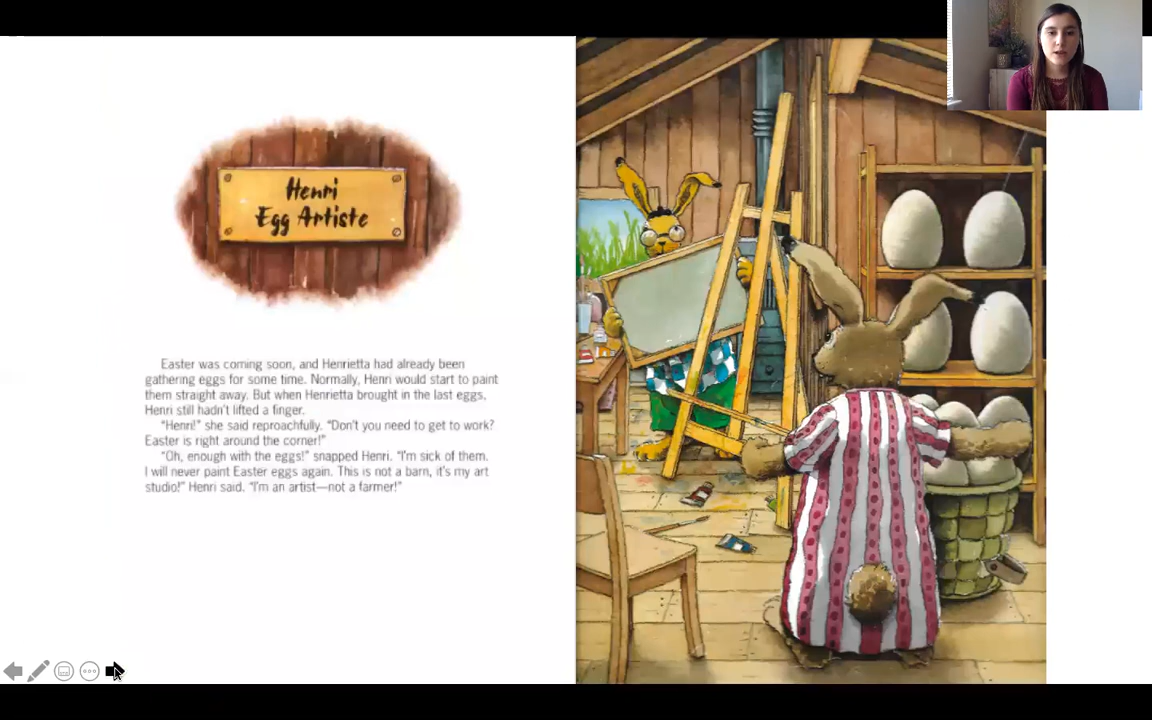 Henri
Egg Artiste
Easter was coming soon, and Henrietta had already been
gathering eggs for some time. Normally, Henri would start to paint
them straight away. But when Henrietta brought in the last eggs,
Henri still hadn't lifted a finger.
"Henri!" she said reproachfully. "Don't you need to get to work?
Easter is right around the corner!"
"Oh, enough with the eggs!" snapped Henri. "I'm sick of them.
I will never paint Easter eggs again. This is not a barn, it's my art
studio!" Henri said. "I'm an artist—not a farmer!"